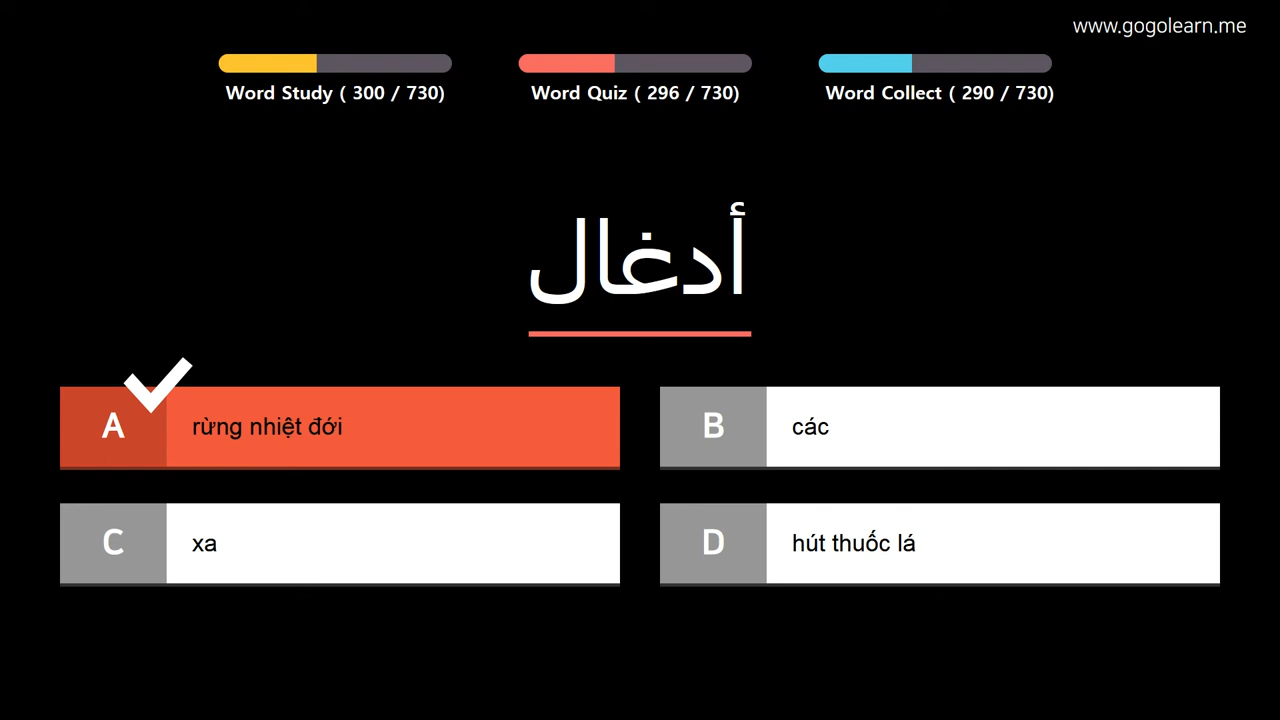 www.gogolearn.me
Word Study ( 300 / 730)
Word Quiz ( 296 / 730)
Word Collect ( 290 / 730)
أدغال
A
rừng nhiệt đới
B
các
C
xa
D
hút thuốc lá